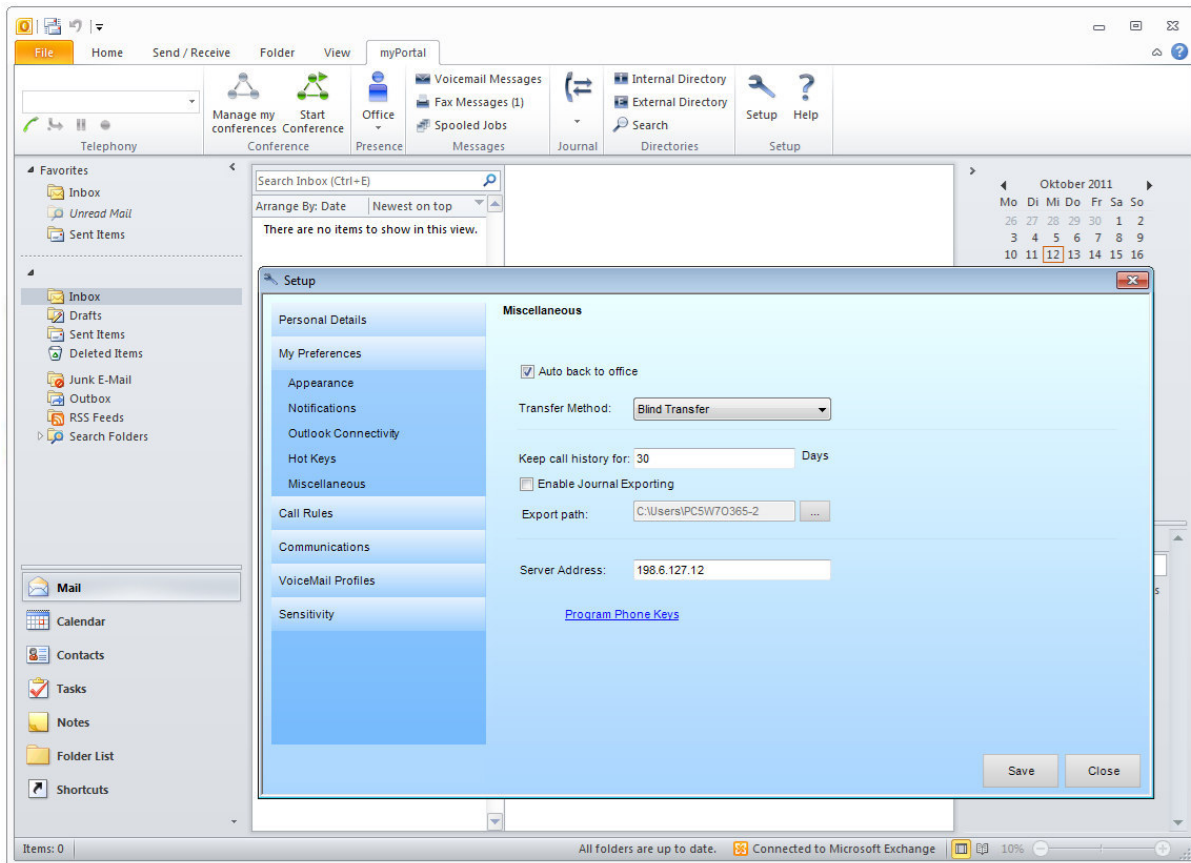 File Home Send / Receive Folder View myPortal
Manage my conferences
Start Conference
Conference
Telephony
Office
Presence
Voicemail Messages
Fax Messages (1)
Spooled Jobs
Messages
Journal
Internal Directory
External Directory
Search
Directories
Setup Help
Setup
Favorites
Inbox
Unread Mail
Sent Items
Inbox
Drafts
Sent Items
Deleted Items
Junk E-Mail
Outbox
RSS Feeds
Search Folders
Mail
Calendar
Contacts
Tasks
Notes
Folder List
Shortcuts
Search Inbox (Ctrl+E)
Arrange By: Date Newest on top
There are no items to show in this view.
Oktober 2011
Mo Di Mi Do Fr Sa So
26 27 28 29 30 1 2
3 4 5 6 7 8 9
10 11 12 13 14 15 16
Setup
Personal Details
My Preferences
Appearance
Notifications
Outlook Connectivity
Hot Keys
Miscellaneous
Call Rules
Communications
VoiceMail Profiles
Sensitivity
Miscellaneous
Auto back to office
Transfer Method: Blind Transfer
Keep call history for: 30 Days
Enable Journal Exporting
Export path: C:\Users\PC5W7O365-2 ...
Server Address: 198.6.127.12
Program Phone Keys
Save Close
s
Items: 0 All folders are up to date. Connected to Microsoft Exchange 10%